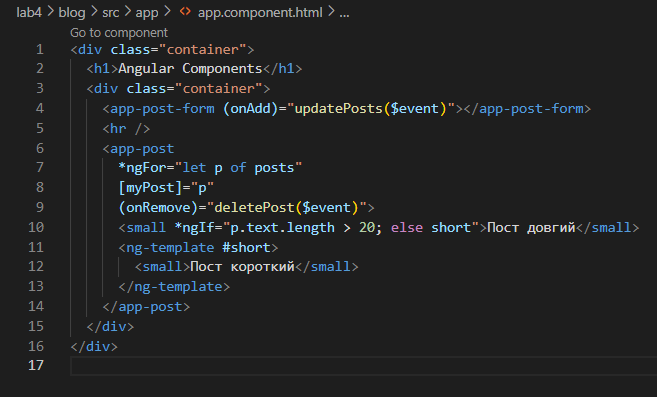 lab4 > blog > src > app > <> app.component.html > ...
Go to component
1 <div class="container">
2   <h1>Angular Components</h1>
3   <div class="container">
4     <app-post-form (onAdd)="updatePosts($event)"></app-post-form>
5     <hr />
6     <app-post
7       *ngFor="let p of posts"
8       [myPost]="p"
9       (onRemove)="deletePost($event)">
10       <small *ngIf="p.text.length > 20; else short">Пост довгий</small>
11       <ng-template #short>
12         <small>Пост короткий</small>
13       </ng-template>
14     </app-post>
15   </div>
16 </div>
17